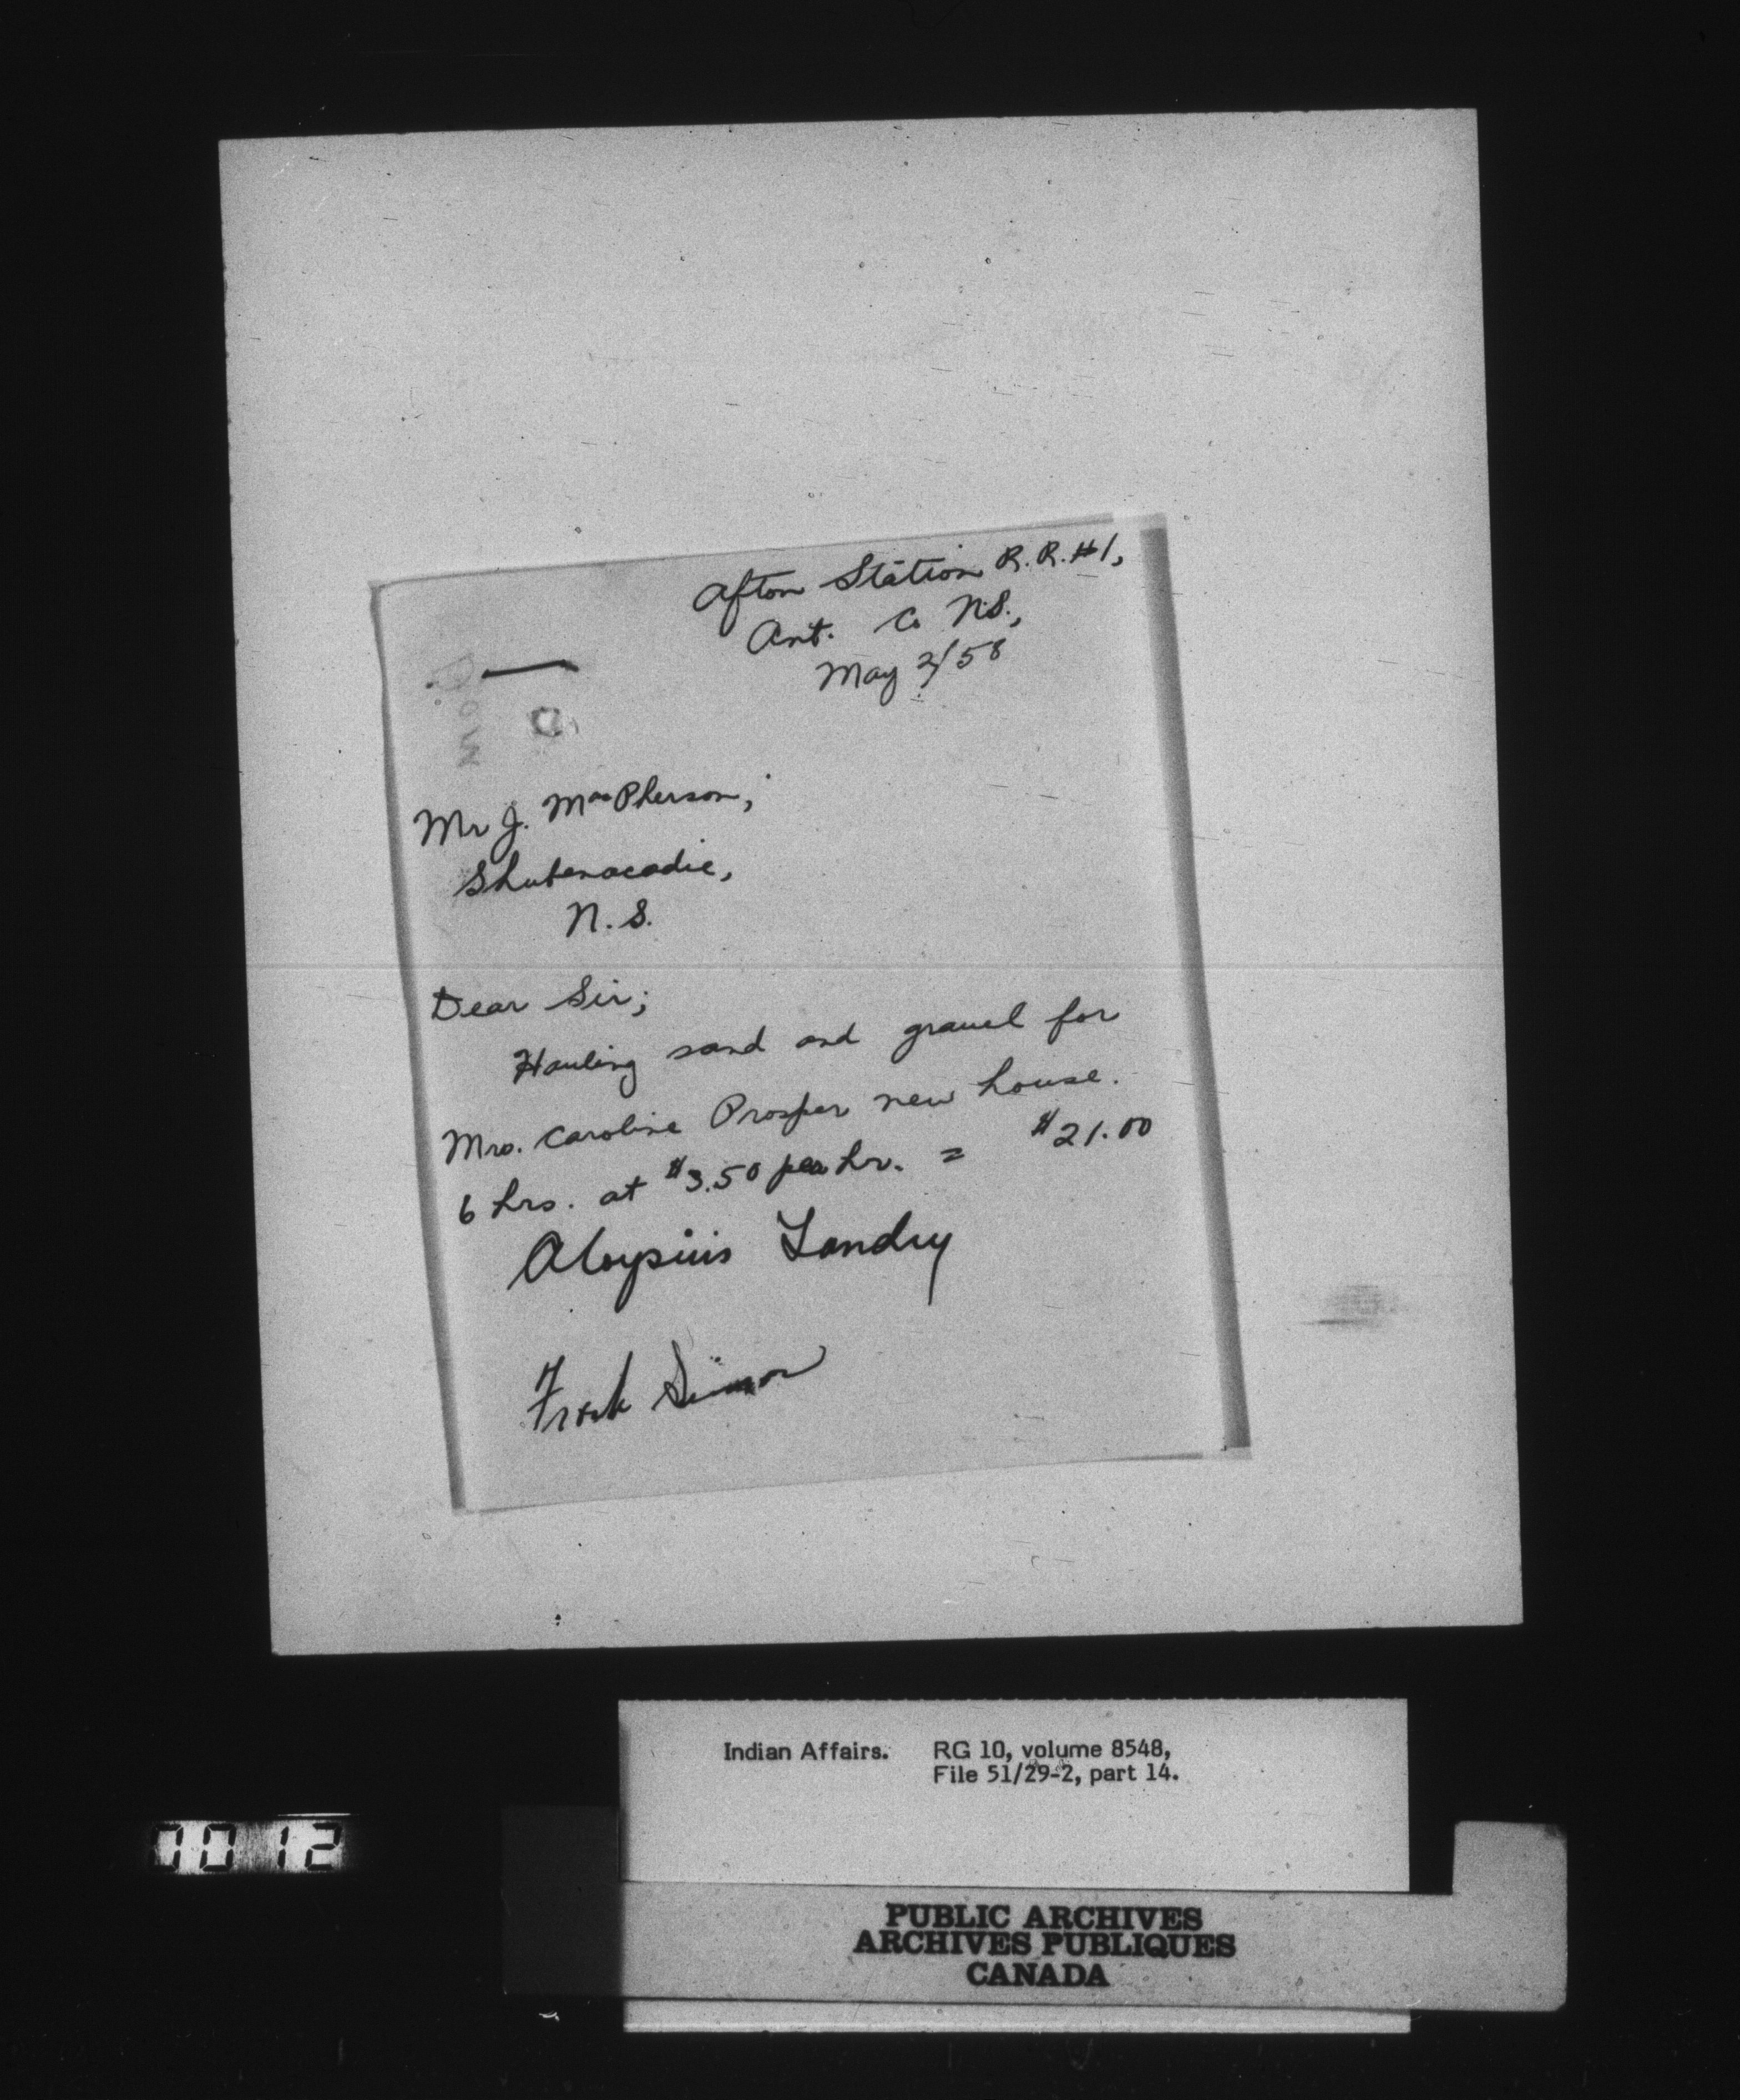 Afton Station R.R.#1,
Ant. Co N.S.,
May 2/58
Mr J. MacPherson,
Shubenacadie,
N.S.
Dear Sir;
Hauling sand and gravel for
Mrs. Caroline Prosper new house.
6 hrs. at $3.50 per hr. = $21.00
Aloysius Landry
Frank Simon
Indian Affairs. RG 10, volume 8548,
File 51/29-2, part 14.
0012
PUBLIC ARCHIVES
ARCHIVES PUBLIQUES
CANADA